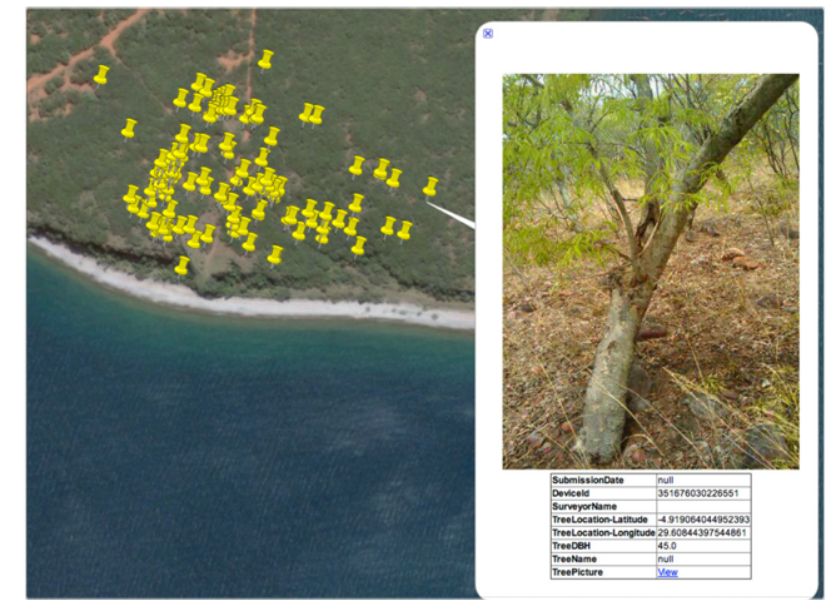 SubmissionDate null
DeviceId 351676030226551
SurveyorName
TreeLocation-Latitude -4.919064044952393
TreeLocation-Longitude 29.60844397544861
TreeDBH 45.0
TreeName null
TreePicture View